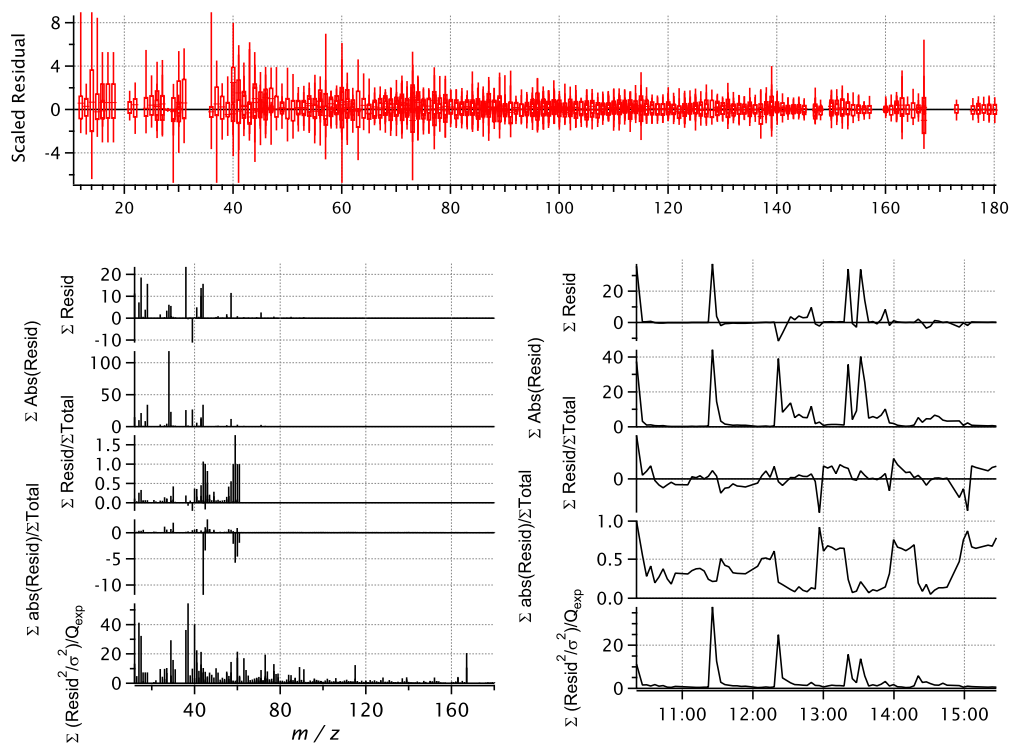 Scaled Residual
8
4
0
-4
20 40 60 80 100 120 140 160 180
Σ Resid
20
10
0
-10
Σ Abs(Resid)
100
50
0
Σ Resid/ΣTotal
1.5
1.0
0.5
0.0
Σ abs(Resid)/ΣTotal
0
-5
-10
Σ (Resid²/σ²)/Qexp
40
20
0
40 80 120 160
m / z
Σ Resid
20
0
Σ Abs(Resid)
40
20
0
Σ Resid/ΣTotal
0
Σ abs(Resid)/ΣTotal
1.0
0.5
0.0
Σ (Resid²/σ²)/Qexp
20
0
11:00 12:00 13:00 14:00 15:00